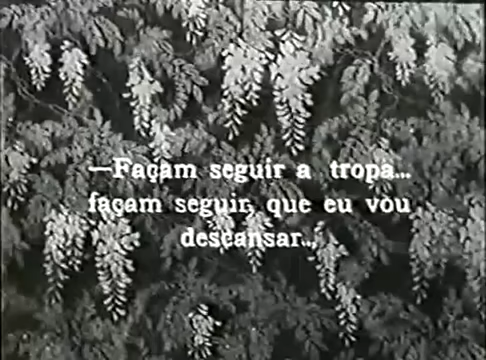 —Façam seguir a tropa...
façam seguir, que eu vou
descansar...